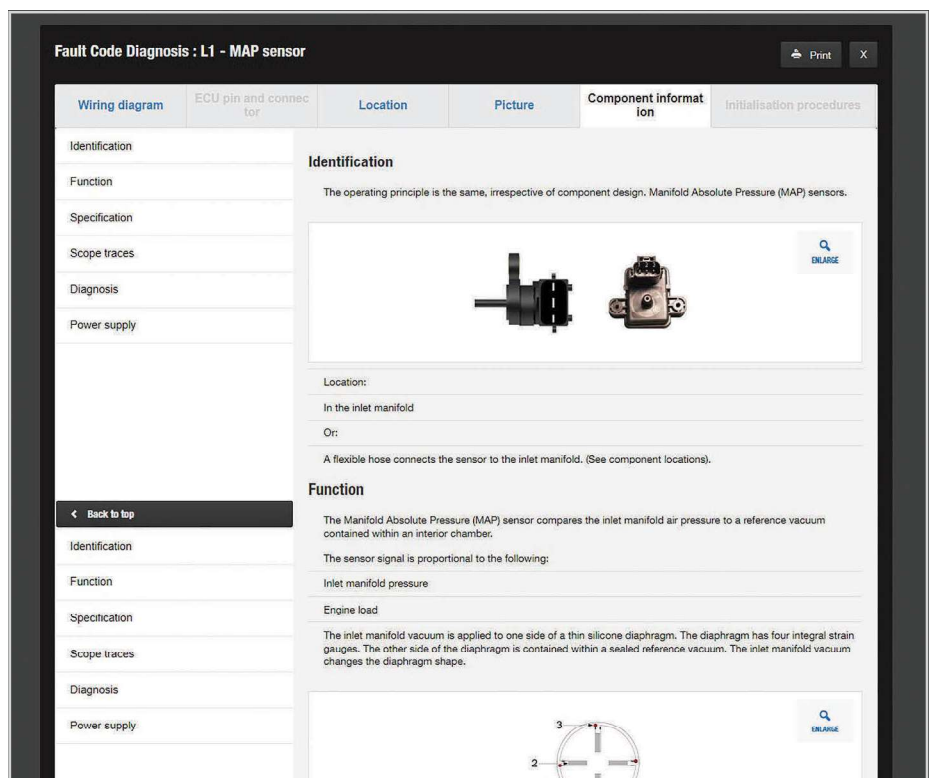 Fault Code Diagnosis : L1 - MAP sensor
Print
X
Wiring diagram
ECU pin and connec
tor
Location
Picture
Component informat
ion
Initialisation procedures
Identification
Function
Specification
Scope traces
Diagnosis
Power supply
Back to top
Identification
Function
Specification
Scope traces
Diagnosis
Power supply
Identification
The operating principle is the same, irrespective of component design. Manifold Absolute Pressure (MAP) sensors.
ENLARGE
Location:
In the inlet manifold
Or:
A flexible hose connects the sensor to the inlet manifold. (See component locations).
Function
The Manifold Absolute Pressure (MAP) sensor compares the inlet manifold air pressure to a reference vacuum
contained within an interior chamber.
The sensor signal is proportional to the following:
Inlet manifold pressure
Engine load
The inlet manifold vacuum is applied to one side of a thin silicone diaphragm. The diaphragm has four integral strain
gauges. The other side of the diaphragm is contained within a sealed reference vacuum. The inlet manifold vacuum
changes the diaphragm shape.
ENLARGE
3
2